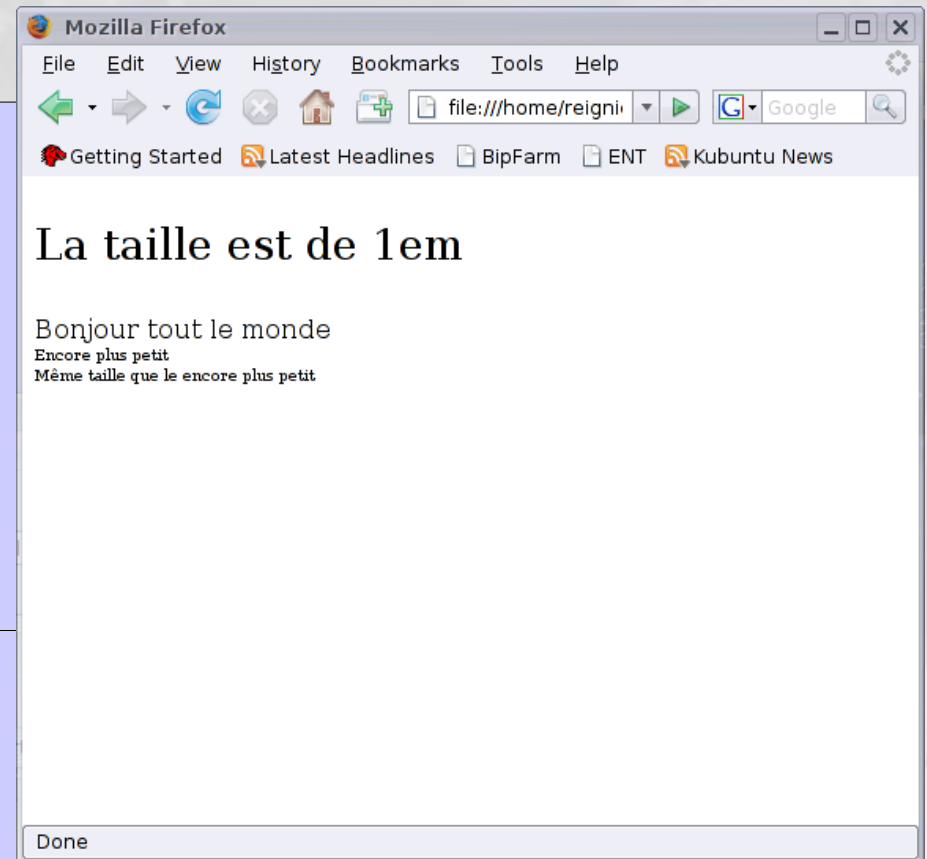 Mozilla Firefox
File Edit View History Bookmarks Tools Help
file:///home/reigni Google
Getting Started Latest Headlines BipFarm ENT Kubuntu News
La taille est de 1em
Bonjour tout le monde
Encore plus petit
Même taille que le encore plus petit
Done